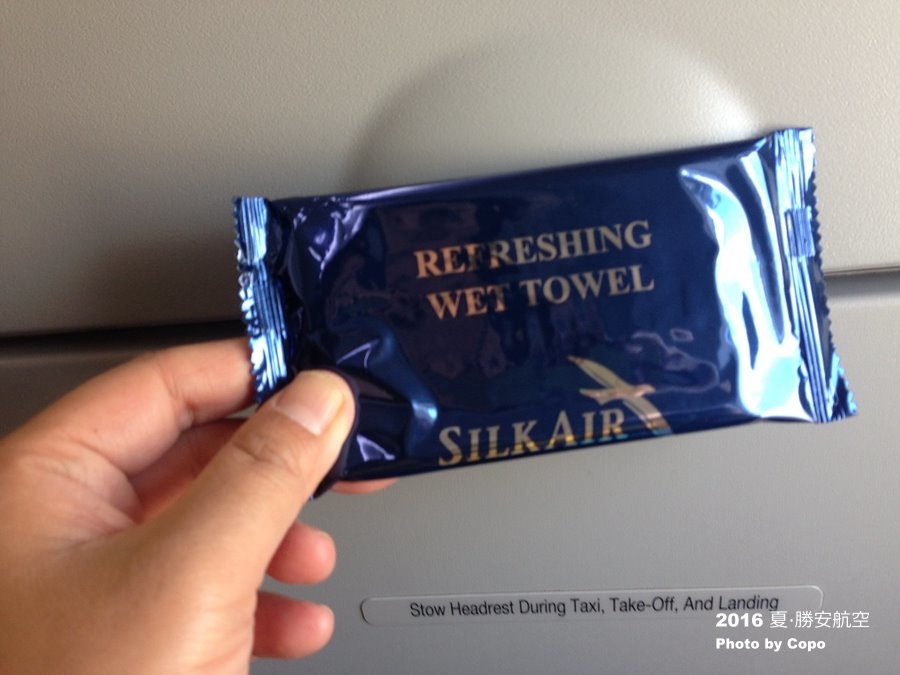 REFRESHING
WET TOWEL
SILKAIR
Stow Headrest During Taxi, Take-Off, And Landing
2016 夏·勝安航空
Photo by Copo